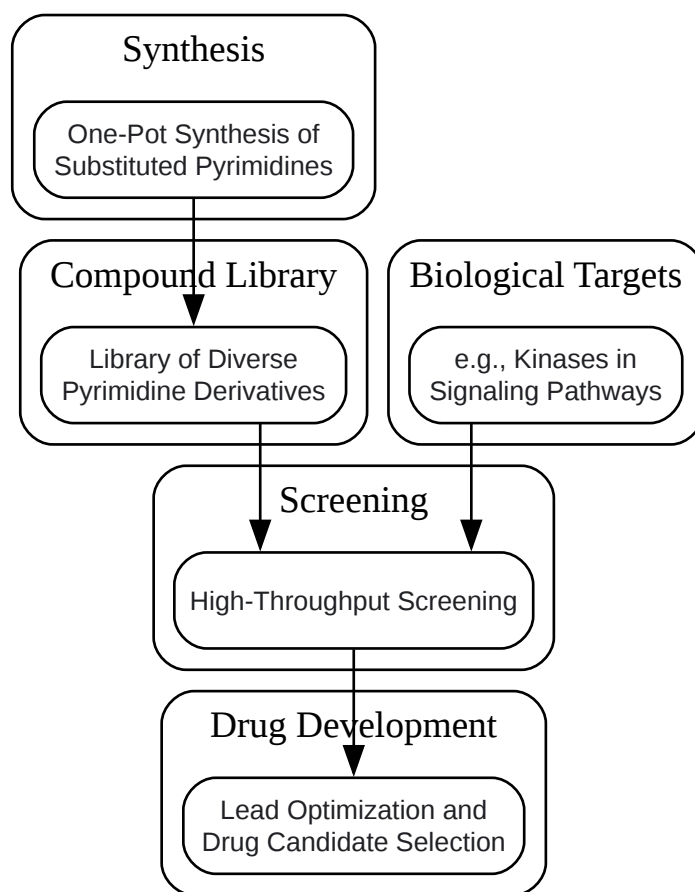 Synthesis
One-Pot Synthesis of
Substituted Pyrimidines
Compound Library
Library of Diverse
Pyrimidine Derivatives
Biological Targets
e.g., Kinases in
Signaling Pathways
Screening
High-Throughput Screening
Drug Development
Lead Optimization and
Drug Candidate Selection